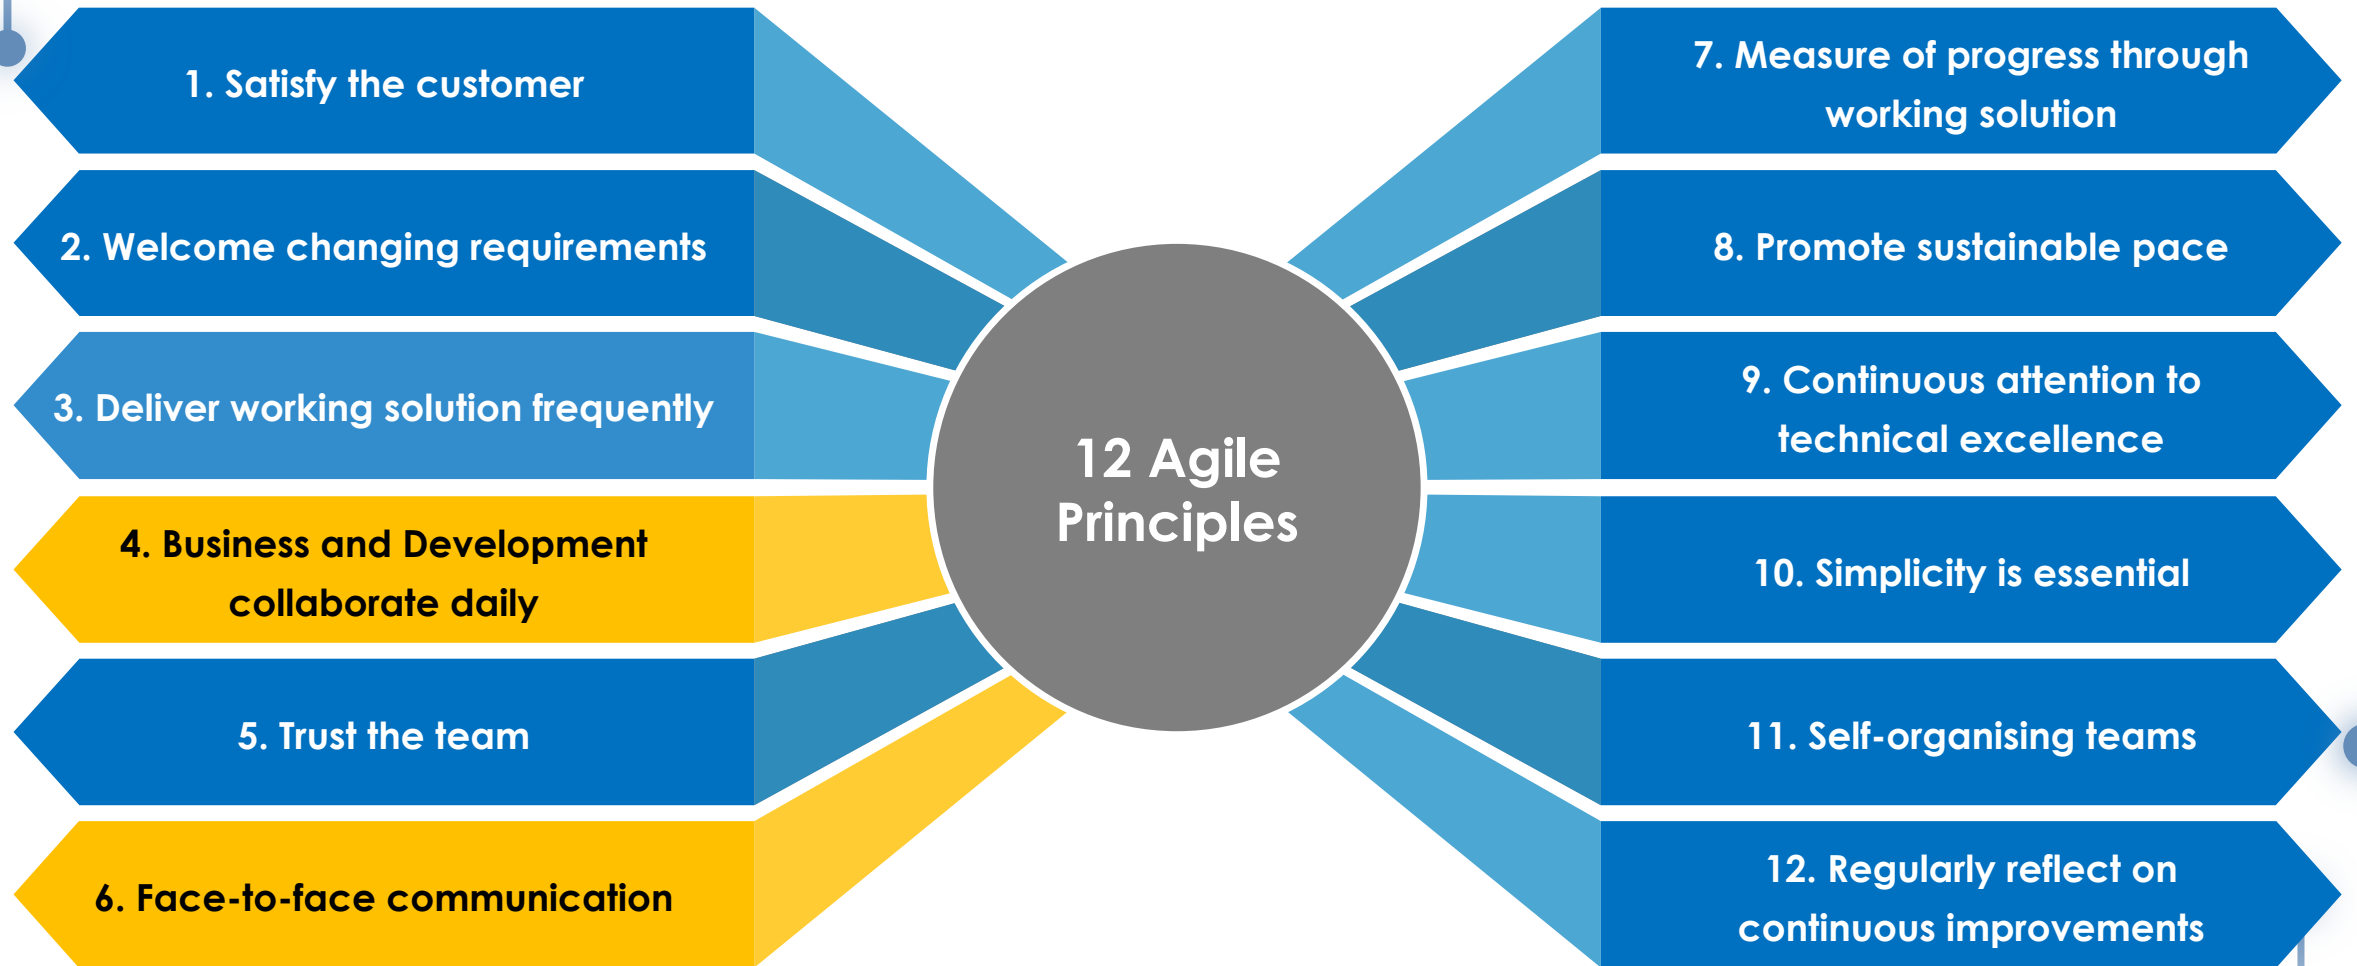 1. Satisfy the customer
2. Welcome changing requirements
3. Deliver working solution frequently
4. Business and Development
collaborate daily
5. Trust the team
6. Face-to-face communication
12 Agile
Principles
7. Measure of progress through
working solution
8. Promote sustainable pace
9. Continuous attention to
technical excellence
10. Simplicity is essential
11. Self-organising teams
12. Regularly reflect on
continuous improvements